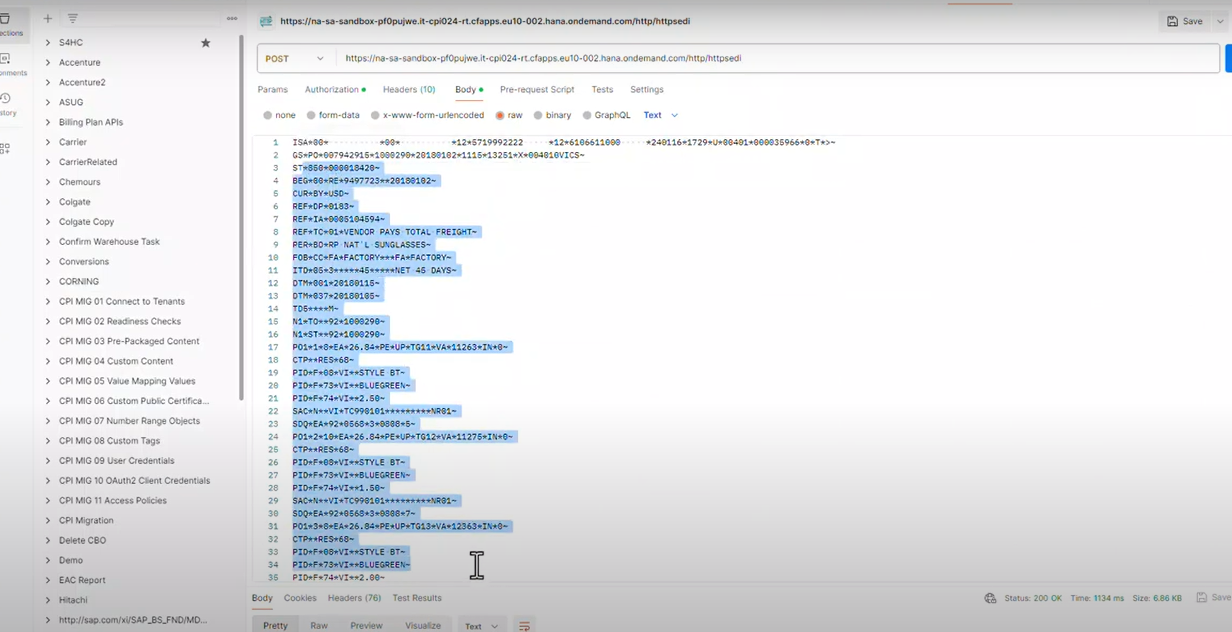 https://na-sa-sandbox-pf0pujwe.it-cpi024-rt.cfapps.eu10-002.hana.ondemand.com/http/httpsedi
Save
POST
https://na-sa-sandbox-pf0pujwe.it-cpi024-rt.cfapps.eu10-002.hana.ondemand.com/http/httpsedi
Params
Authorization
Headers (10)
Body
Pre-request Script
Tests
Settings
none
form-data
x-www-form-urlencoded
raw
binary
GraphQL
Text
S4HC
Accenture
Accenture2
ASUG
Billing Plan APIs
Carrier
CarrierRelated
Chemours
Colgate
Colgate Copy
Confirm Warehouse Task
Conversions
CORNING
CPI MIG 01 Connect to Tenants
CPI MIG 02 Readiness Checks
CPI MIG 03 Pre-Packaged Content
CPI MIG 04 Custom Content
CPI MIG 05 Value Mapping Values
CPI MIG 06 Custom Public Certifica...
CPI MIG 07 Number Range Objects
CPI MIG 08 Custom Tags
CPI MIG 09 User Credentials
CPI MIG 10 OAuth2 Client Credentials
CPI MIG 11 Access Policies
CPI Migration
Delete CBO
Demo
EAC Report
Hitachi
http://sap.com/xi/SAP_BS_FND/MD...
1 ISA*00* *00* *12*5719992222 *12*6106611000 *240116*1729*U*00401*000035966*0*T*>~
2 GS*PO*007942915*1000290*20180102*1115*13251*X*004010VICS~
3 ST*850*000018420~
4 BEG*00*RE*9497723**20180102~
5 CUR*BY*USD~
6 REF*DP*0183~
7 REF*IA*0005104594~
8 REF*TC*01*VENDOR PAYS TOTAL FREIGHT~
9 PER*BD*RP NAT'L SUNGLASSES~
10 FOB*CC*FA*FACTORY***FA*FACTORY~
11 ITD*05*3*****45*****NET 45 DAYS~
12 DTM*001*20180115~
13 DTM*037*20180105~
14 TD5****M~
15 N1*TO**92*1000290~
16 N1*ST**92*1000290~
17 PO1*1*8*EA*26.84*PE*UP*TG11*VA*11263*IN*0~
18 CTP**RES*68~
19 PID*F*08*VI**STYLE BT~
20 PID*F*73*VI**BLUEGREEN~
21 PID*F*74*VI**2.50~
22 SAC*N**VI*TC990101*********NR01~
23 SDQ*EA*92*0568*3*0808*5~
24 PO1*2*10*EA*26.84*PE*UP*TG12*VA*11275*IN*0~
25 CTP**RES*68~
26 PID*F*08*VI**STYLE BT~
27 PID*F*73*VI**BLUEGREEN~
28 PID*F*74*VI**1.50~
29 SAC*N**VI*TC990101*********NR01~
30 SDQ*EA*92*0568*3*0808*7~
31 PO1*3*8*EA*26.84*PE*UP*TG13*VA*12363*IN*0~
32 CTP**RES*68~
33 PID*F*08*VI**STYLE BT~
34 PID*F*73*VI**BLUEGREEN~
35 PID*F*74*VI**2.00~
Body
Cookies
Headers (76)
Test Results
Status: 200 OK
Time: 1134 ms
Size: 6.86 KB
Save
Pretty
Raw
Preview
Visualize
Text